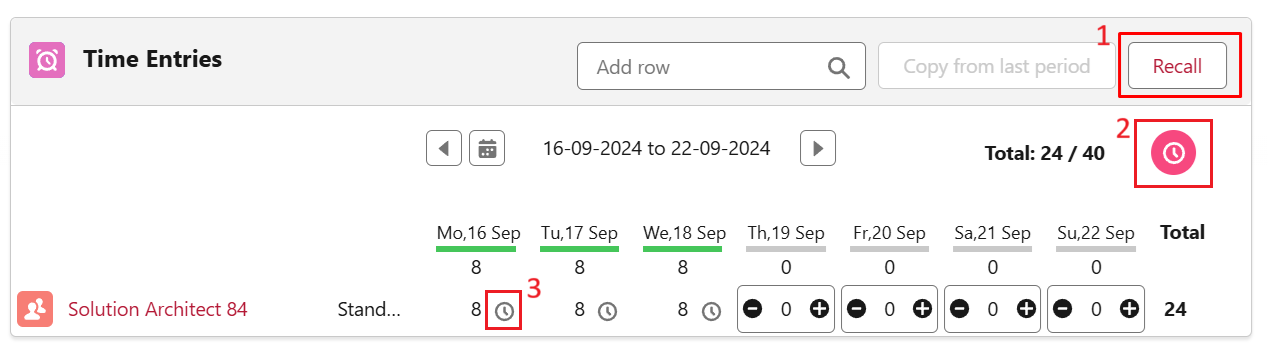 Time Entries
Add row
Copy from last period
1
Recall
16-09-2024 to 22-09-2024
Total: 24 / 40
2
Mo,16 Sep Tu,17 Sep We,18 Sep Th,19 Sep Fr,20 Sep Sa,21 Sep Su,22 Sep Total
8 8 8 0 0 0 0
3
Solution Architect 84 Stand... 8 8 8 0 0 0 0 24